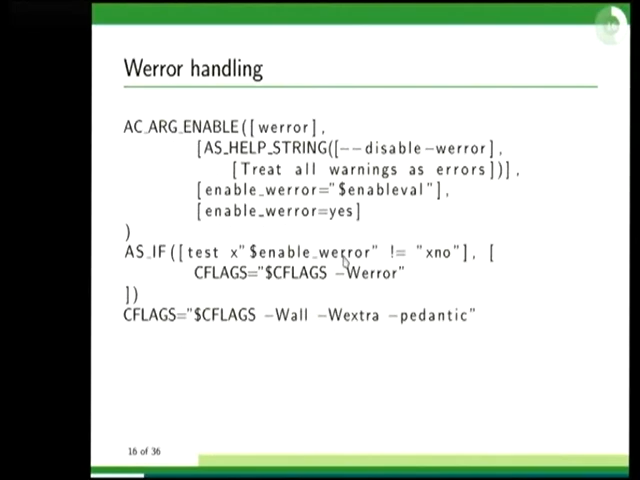 16
Werror handling
AC_ARG_ENABLE([werror],
[AS_HELP_STRING([--disable-werror],
[Treat all warnings as errors])],
[enable_werror="$enableval"],
[enable_werror=yes]
)
AS_IF([test x"$enable_werror" != "xno"], [
CFLAGS="$CFLAGS -Werror"
])
CFLAGS="$CFLAGS -Wall -Wextra -pedantic"
16 of 36